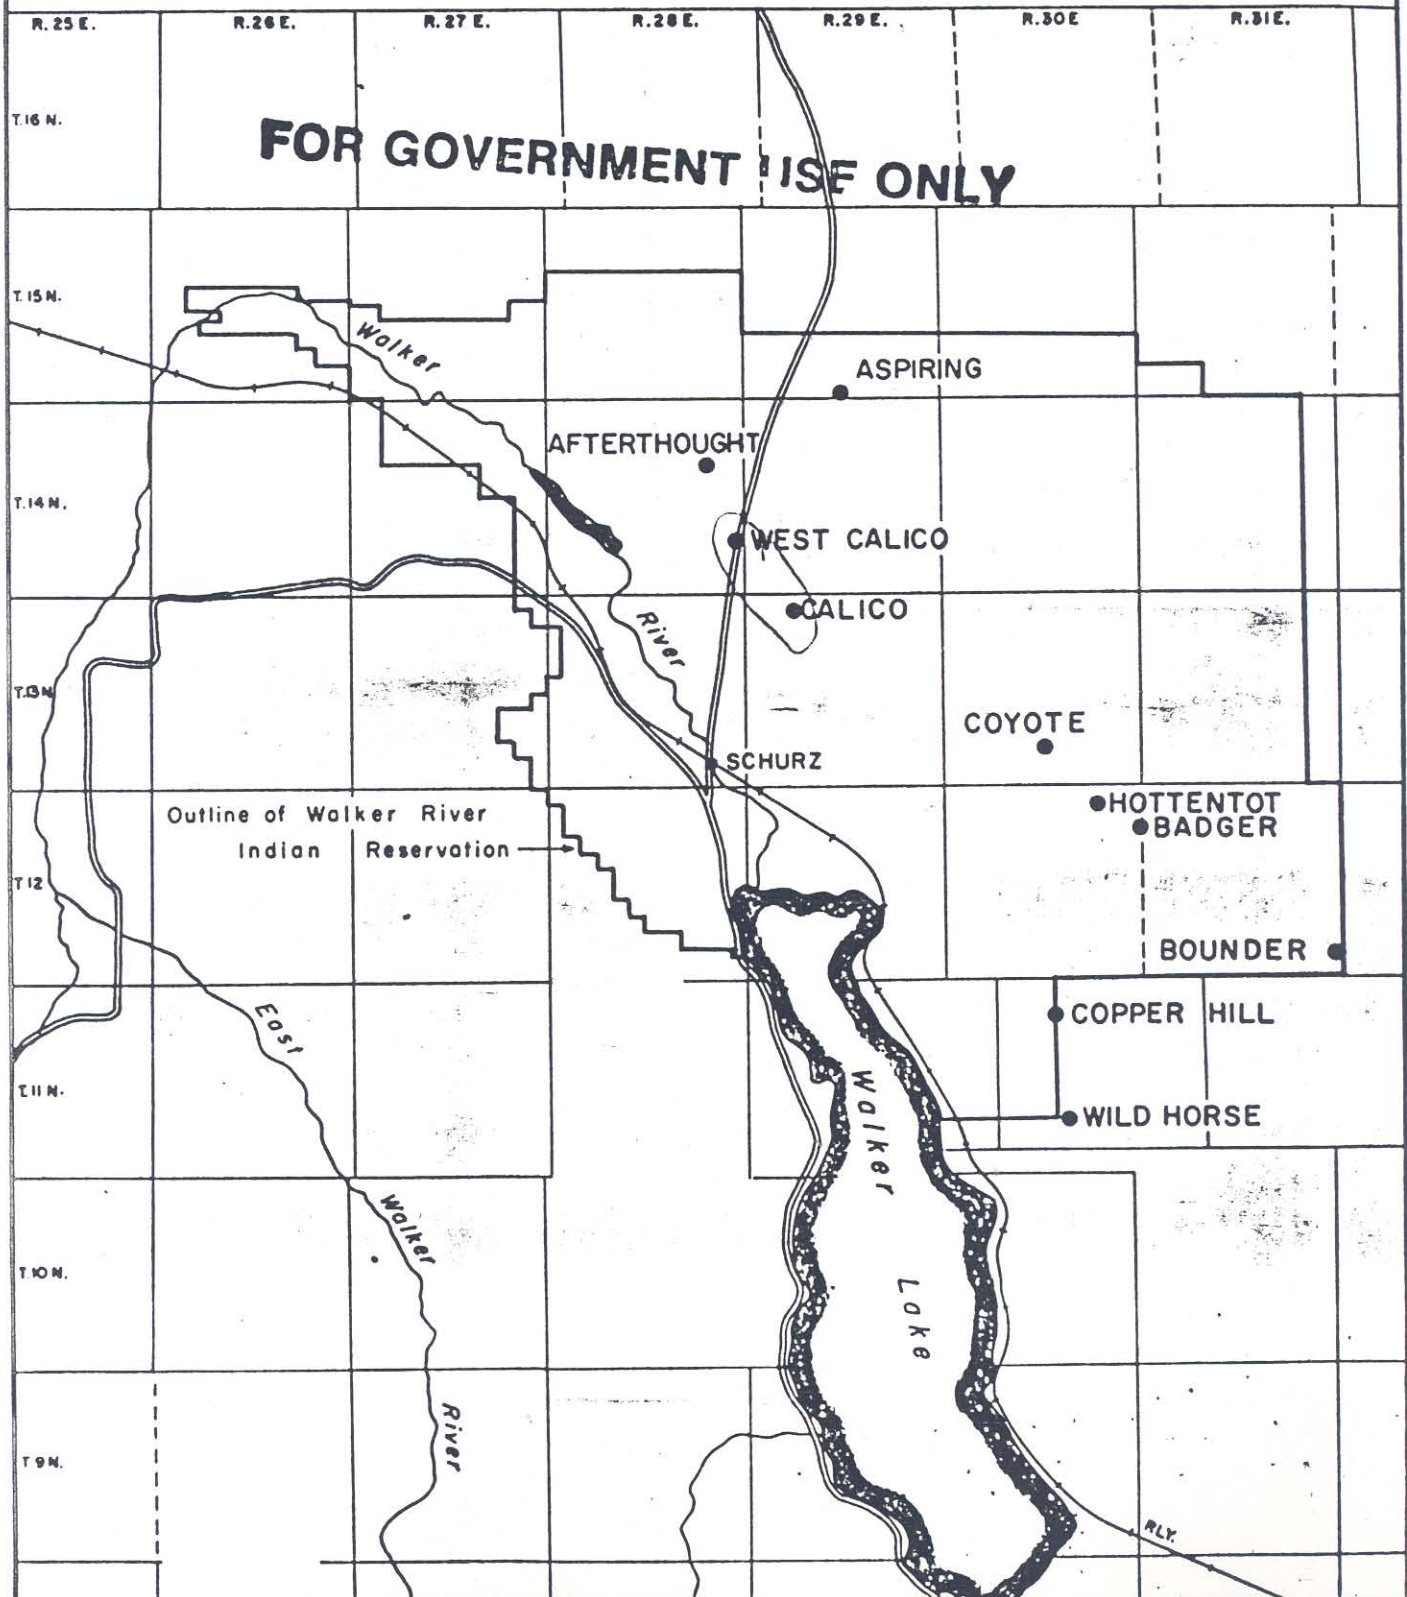 R. 25 E. R. 26 E. R. 27 E. R. 28 E. R. 29 E. R. 30 E R. 31 E.
T. 16 N.
FOR GOVERNMENT USE ONLY
T. 15 N.
Walker
ASPIRING
AFTERTHOUGHT
T. 14 N.
WEST CALICO
CALICO
River
T. 13 N
COYOTE
SCHURZ
HOTTENTOT
Outline of Walker River
BADGER
Indian Reservation
T 12
BOUNDER
East
COPPER HILL
T. 11 N.
Walker
WILD HORSE
Walker
T. 10 N.
Lake
River
T 9 N.
RLY.